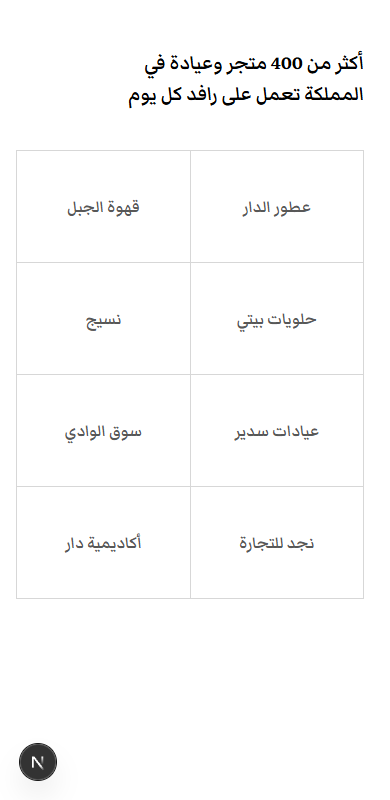 أكثر من 400 متجر وعيادة في
المملكة تعمل على رافد كل يوم
عطور الدار
قهوة الجبل
حلويات بيتي
نسيج
عيادات سدير
سوق الوادي
نجد للتجارة
أكاديمية دار
N